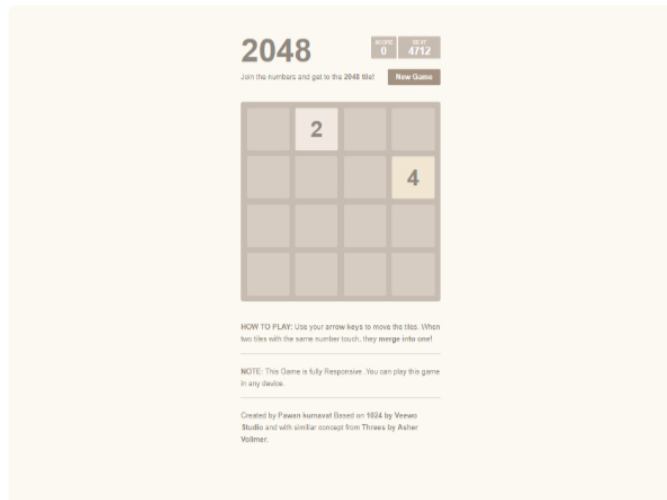 2048
SCORE
0
BEST
4712
Join the numbers and get to the 2048 tile!
New Game
2
4
HOW TO PLAY: Use your arrow keys to move the tiles. When
two tiles with the same number touch, they merge into one!
NOTE: This Game is fully Responsive .You can play this game
in any device.
Created by Pawan kumavat Based on 1024 by Veewo
Studio and with simillar concept from Threes by Asher
Vollmer.